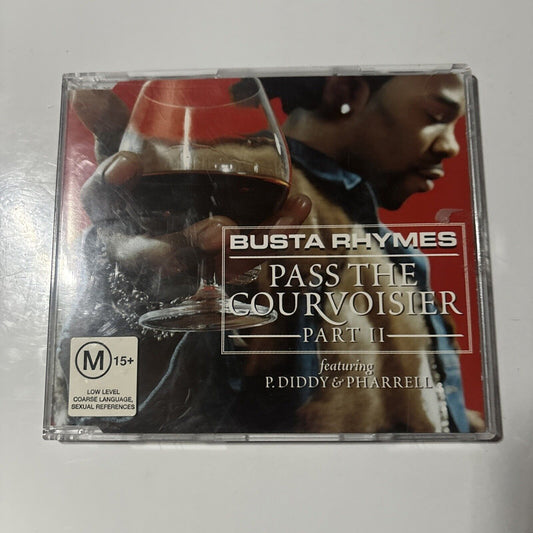 BUSTA RHYMES
PASS THE
COURVOISIER
PART II
featuring
P. DIDDY & PHARRELL
M 15+
LOW LEVEL
COARSE LANGUAGE,
SEXUAL REFERENCES